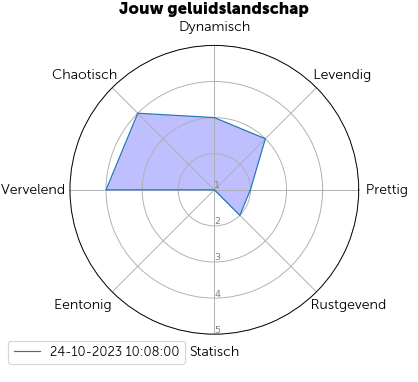 Jouw geluidslandschap
Dynamisch
Chaotisch
Levendig
Vervelend
Prettig
1
2
3
4
5
Eentonig
Rustgevend
Statisch
24-10-2023 10:08:00